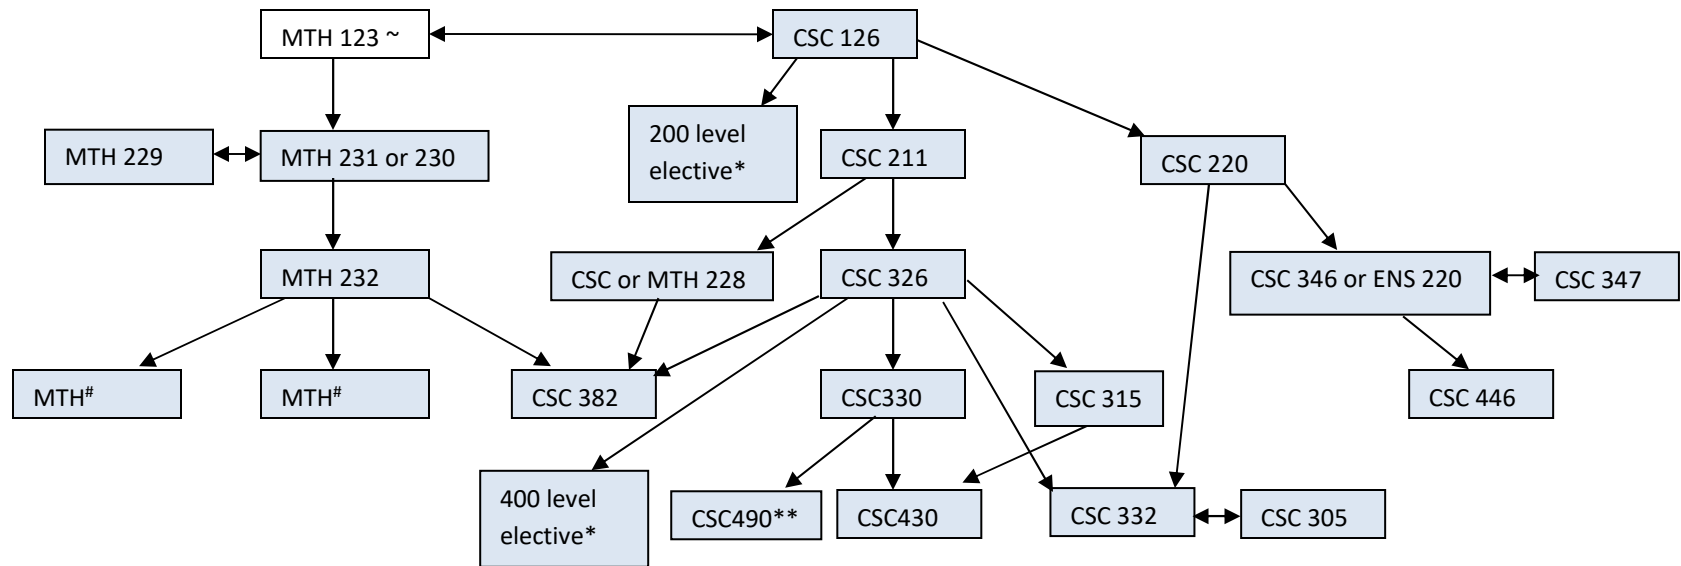 MTH 123 ~
CSC 126
200 level
elective*
MTH 229
MTH 231 or 230
CSC 211
CSC 220
MTH 232
CSC or MTH 228
CSC 326
CSC 346 or ENS 220
CSC 347
MTH#
MTH#
CSC 382
CSC330
CSC 315
CSC 446
400 level
elective*
CSC490**
CSC430
CSC 332
CSC 305